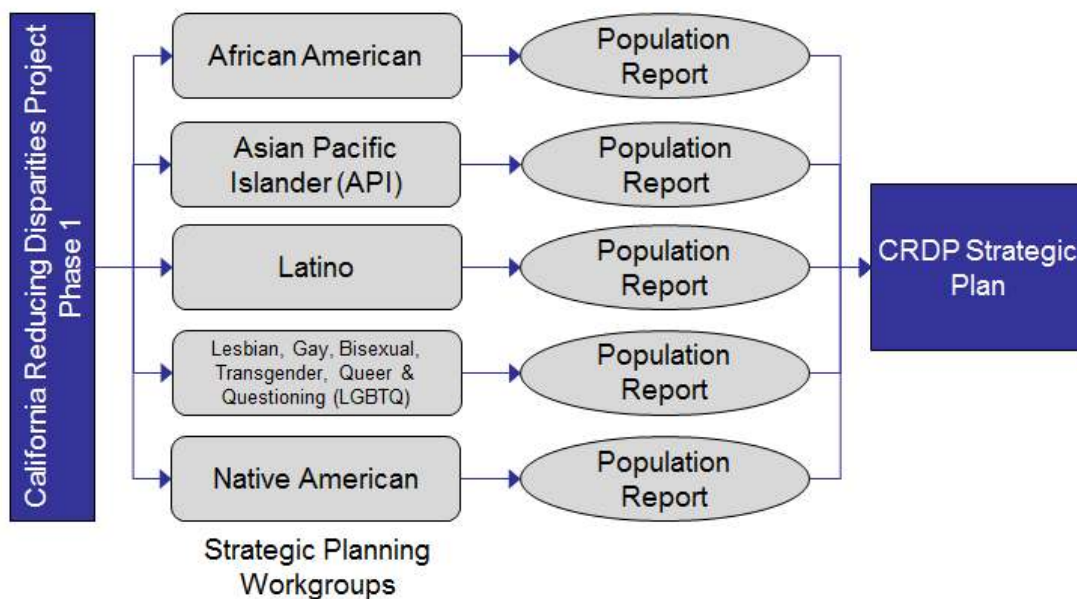 California Reducing Disparities Project
Phase 1
African American
Population
Report
Asian Pacific
Islander (API)
Population
Report
Latino
Population
Report
Lesbian, Gay, Bisexual,
Transgender, Queer &
Questioning (LGBTQ)
Population
Report
Native American
Population
Report
Strategic Planning
Workgroups
CRDP Strategic
Plan